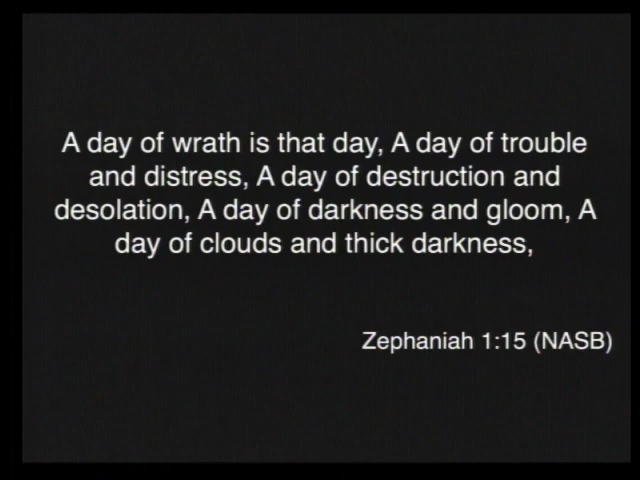 A day of wrath is that day, A day of trouble
and distress, A day of destruction and
desolation, A day of darkness and gloom, A
day of clouds and thick darkness,
Zephaniah 1:15 (NASB)